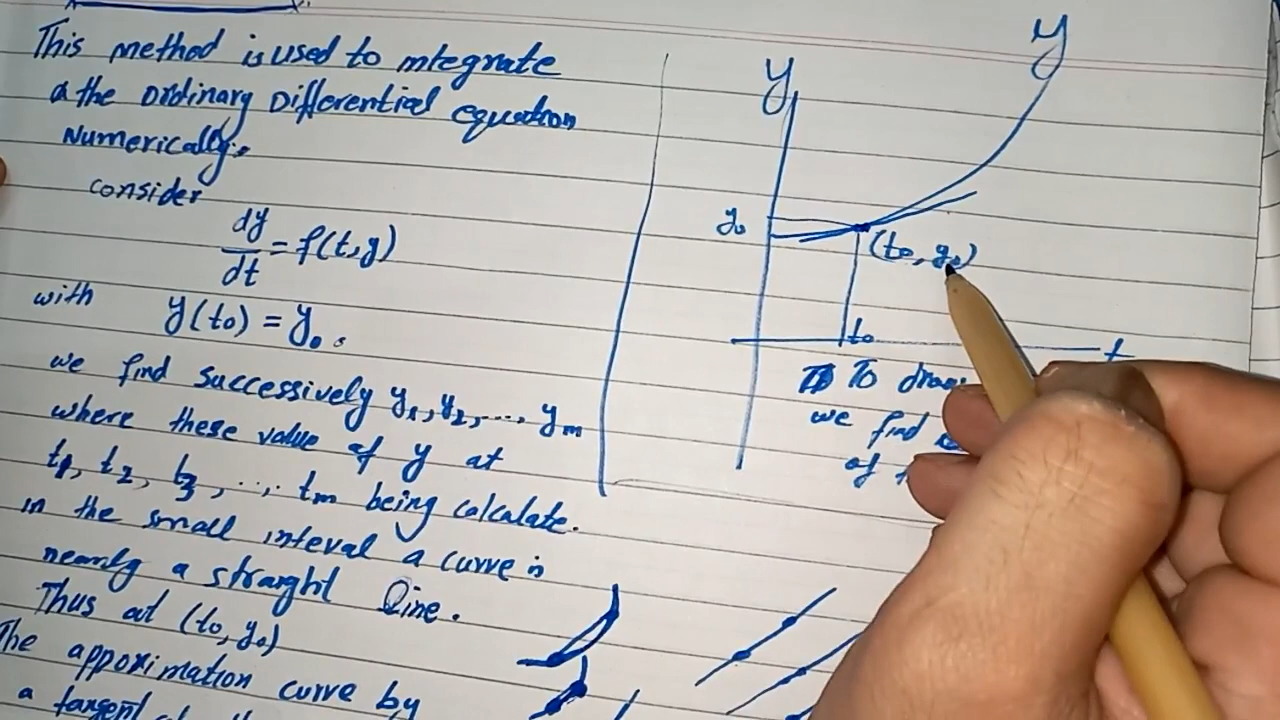 This method is used to integrate
a the ordinary Differential equation
Numerically.
consider
dy/dt = f(t,y)
with y(t0) = y0.
we find successively y1, y2, ..., ym
where these value of y at
t1, t2, t3, ..., tm being calculate.
in the small inteval a curve is
nearly a straight line.
Thus at (t0, y0)
The appoximation curve by
a tangent
y
y
y0
(t0, y0)
t0
t
To draw
we find
of